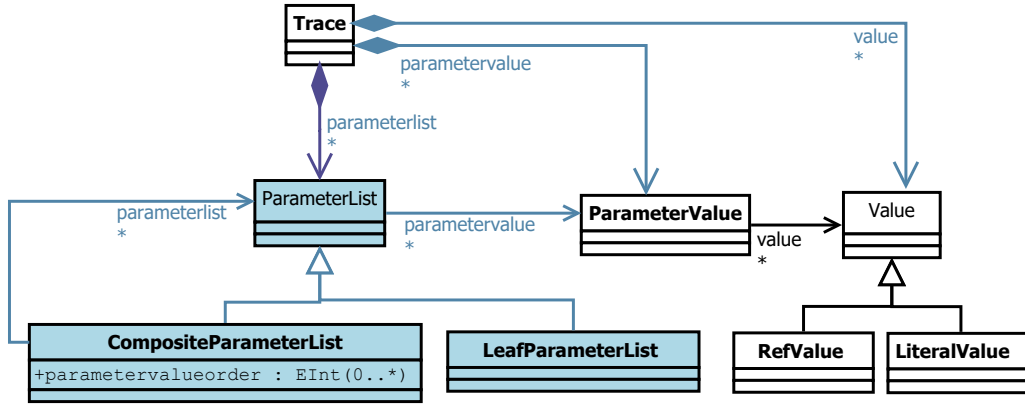 Trace
value
*
parametervalue
*
parameterlist
*
ParameterList
parameterlist
*
parametervalue
*
ParameterValue
value
*
Value
CompositeParameterList
+parametervalueorder : EInt(0..*)
LeafParameterList
RefValue
LiteralValue